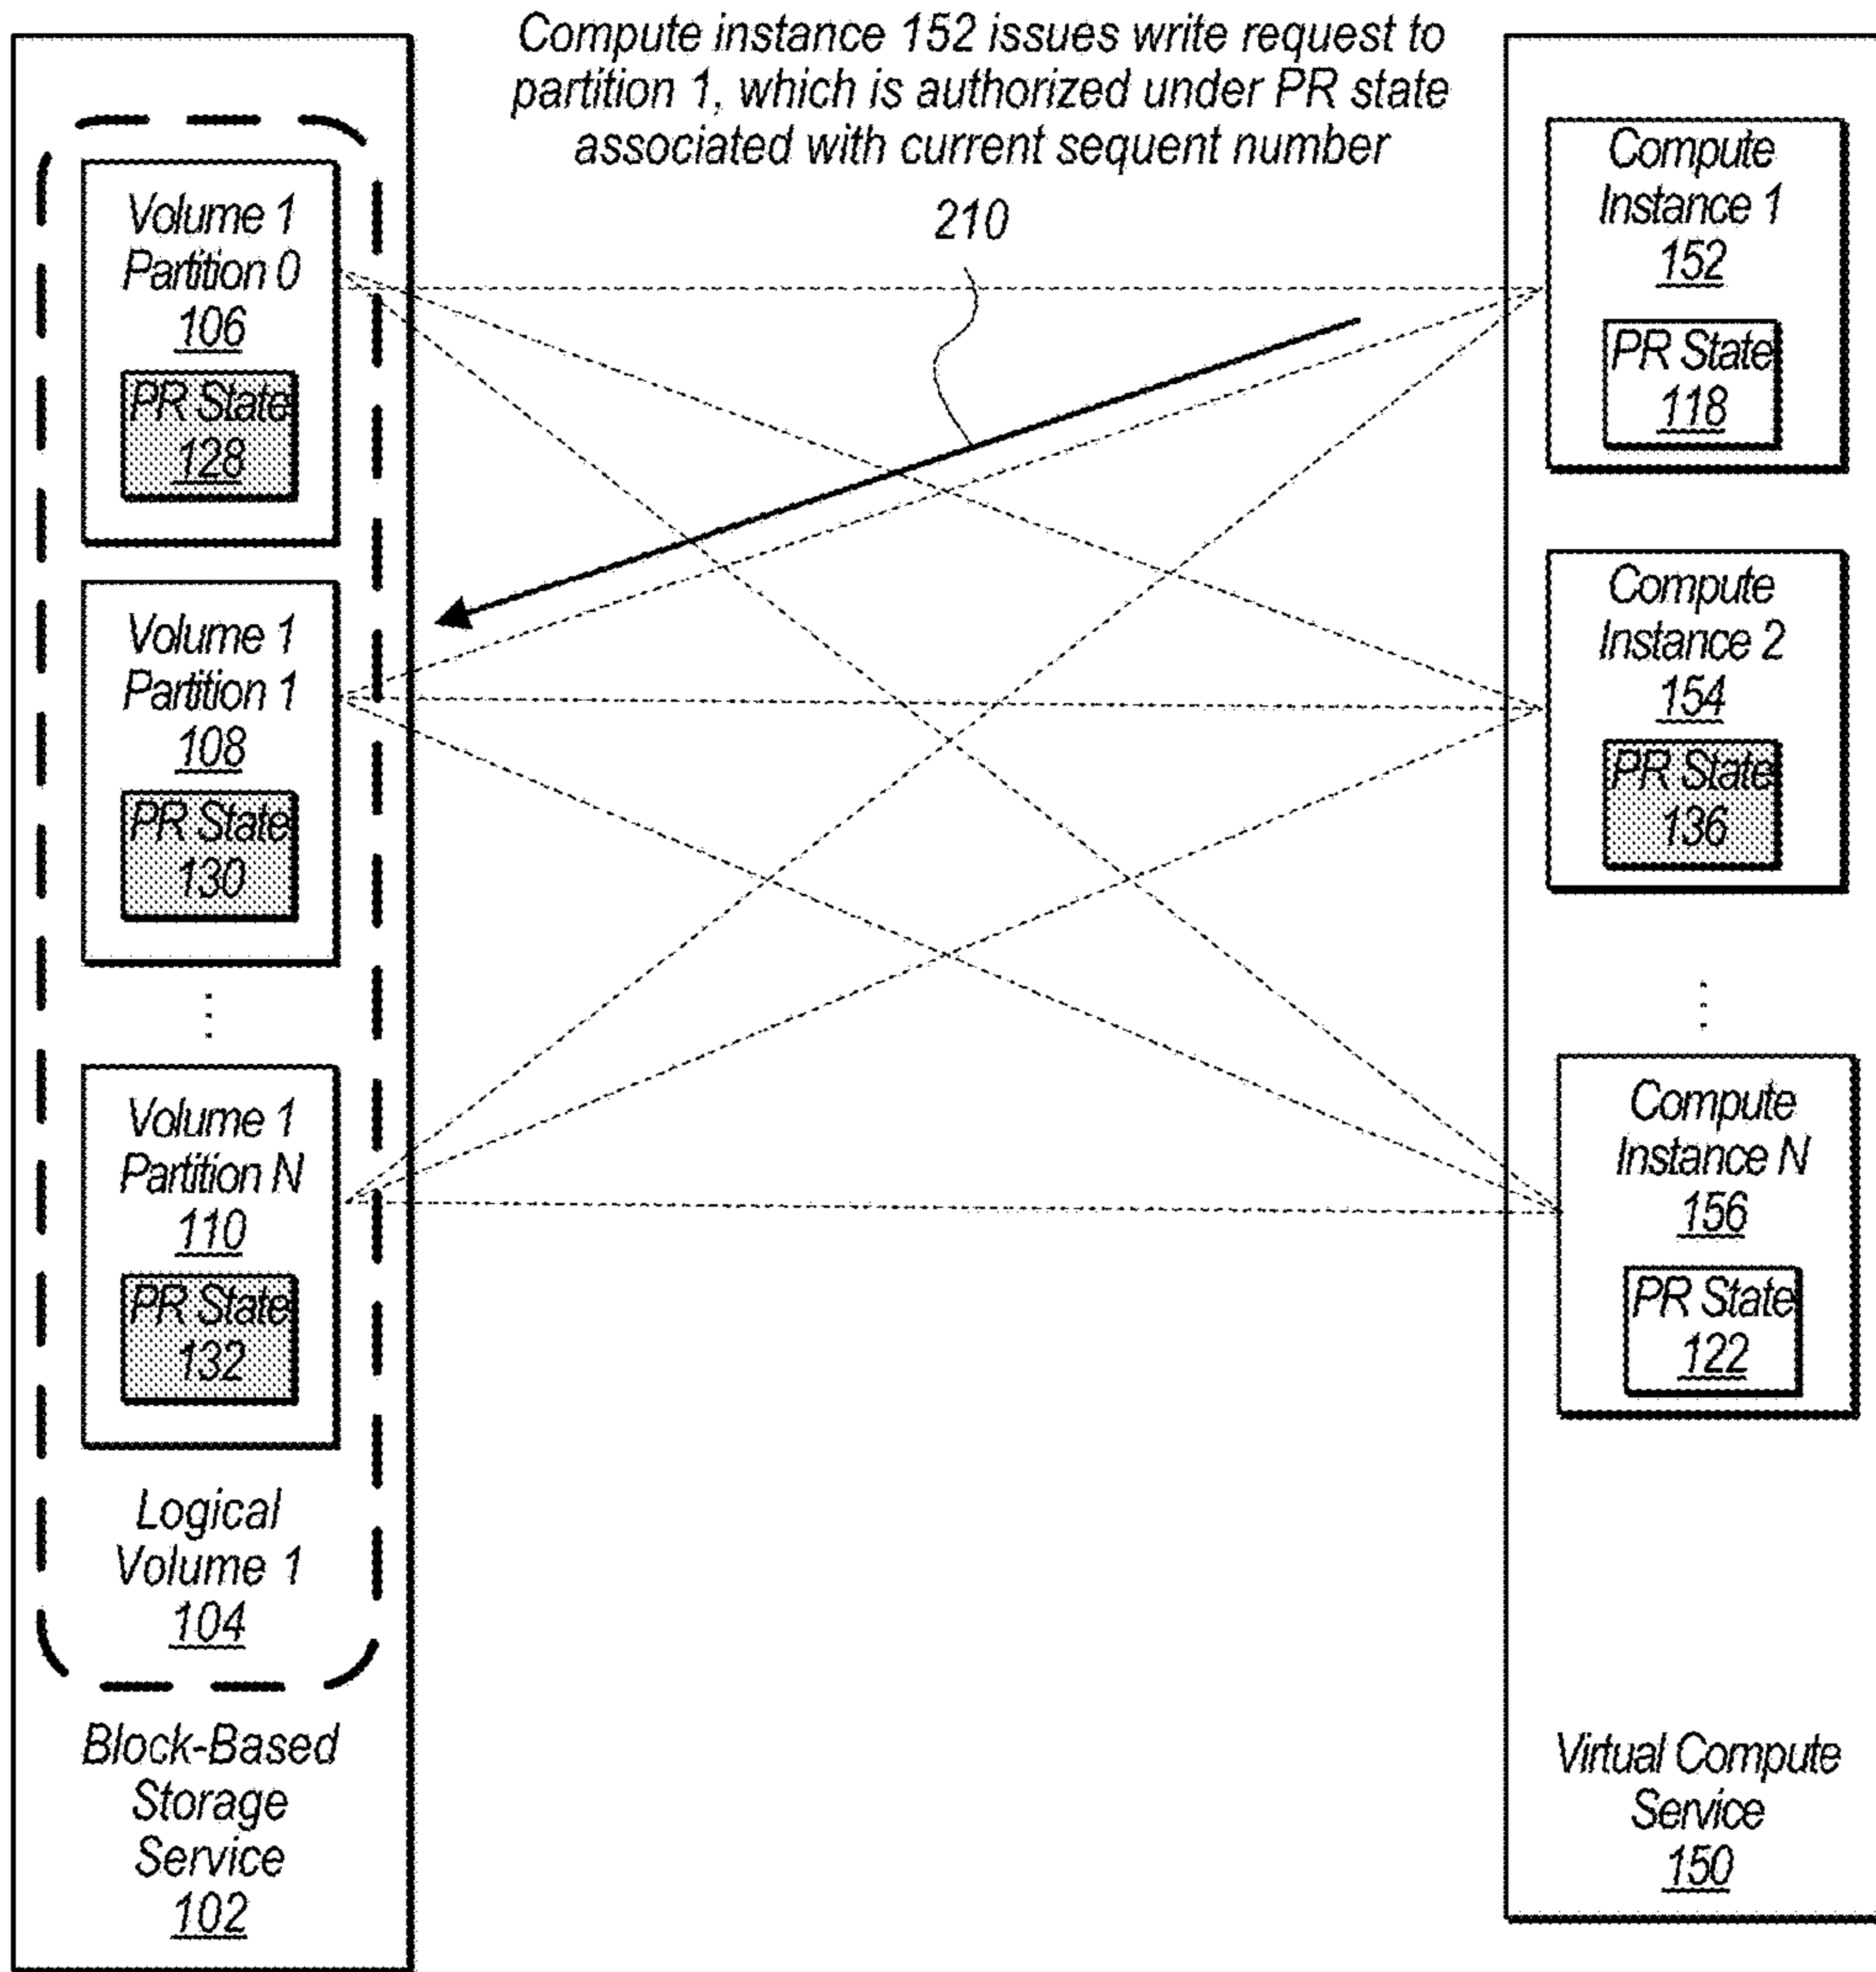 Compute instance 152 issues write request to
partition 1, which is authorized under PR state
associated with current sequent number
210
Volume 1
Partition 0
106
PR State
128
Volume 1
Partition 1
108
PR State
130
Volume 1
Partition N
110
PR State
132
Logical
Volume 1
104
Block-Based
Storage
Service
102
Compute
Instance 1
152
PR State
118
Compute
Instance 2
154
PR State
136
Compute
Instance N
156
PR State
122
Virtual Compute
Service
150